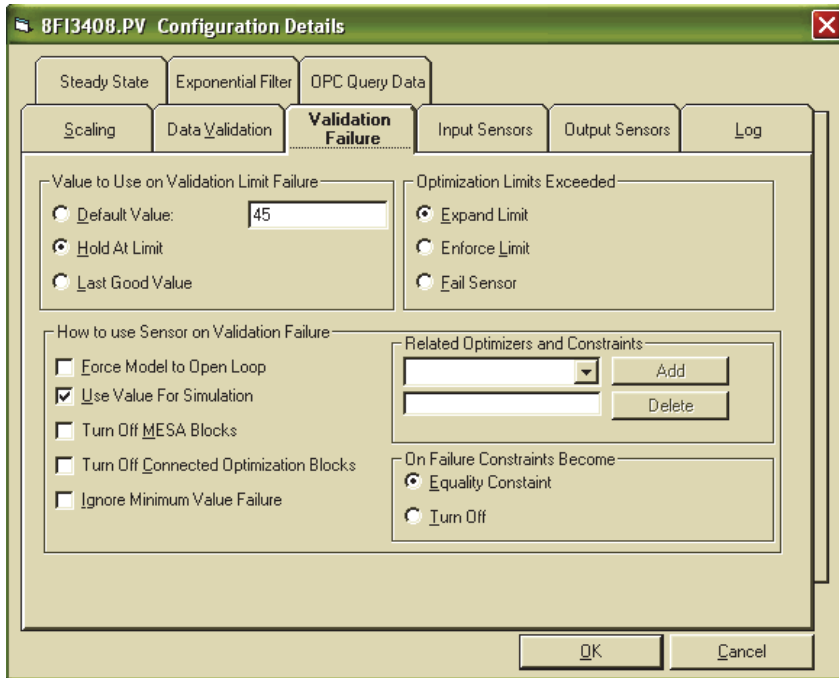 8FI3408.PV Configuration Details
Steady State
Exponential Filter
OPC Query Data
Scaling
Data Validation
Validation
Failure
Input Sensors
Output Sensors
Log
Value to Use on Validation Limit Failure
Default Value:
45
Hold At Limit
Last Good Value
Optimization Limits Exceeded
Expand Limit
Enforce Limit
Fail Sensor
How to use Sensor on Validation Failure
Force Model to Open Loop
Use Value For Simulation
Turn Off MESA Blocks
Turn Off Connected Optimization Blocks
Ignore Minimum Value Failure
Related Optimizers and Constraints
Add
Delete
On Failure Constraints Become
Equality Constaint
Turn Off
OK
Cancel